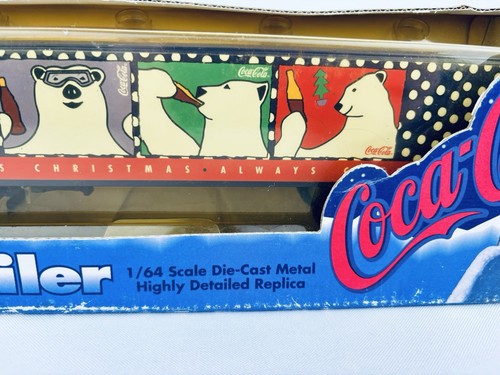 Coca-Cola
Coca-Cola
Coca-Cola
S CHRISTMAS • ALWAYS
Coca-C
iler
1/64 Scale Die-Cast Metal
Highly Detailed Replica